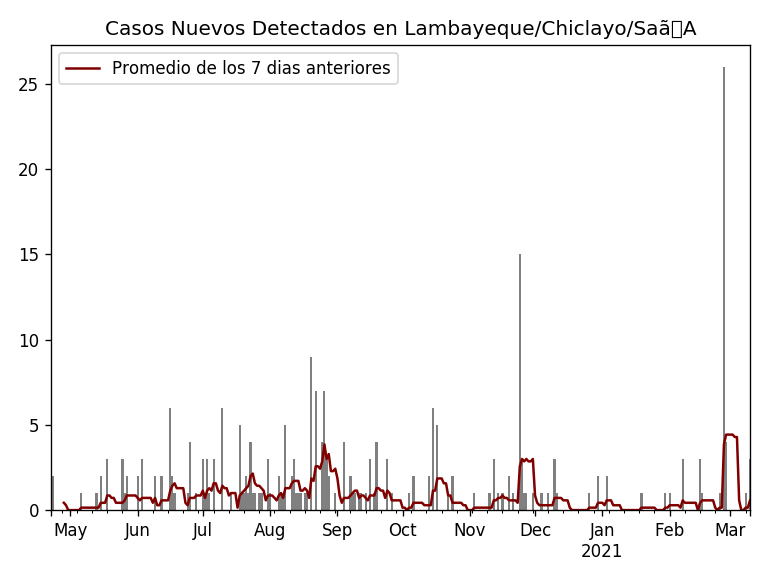 Casos Nuevos Detectados en Lambayeque/Chiclayo/Saã▯A
Promedio de los 7 dias anteriores
25
20
15
10
5
0
May Jun Jul Aug Sep Oct Nov Dec Jan Feb Mar
2021